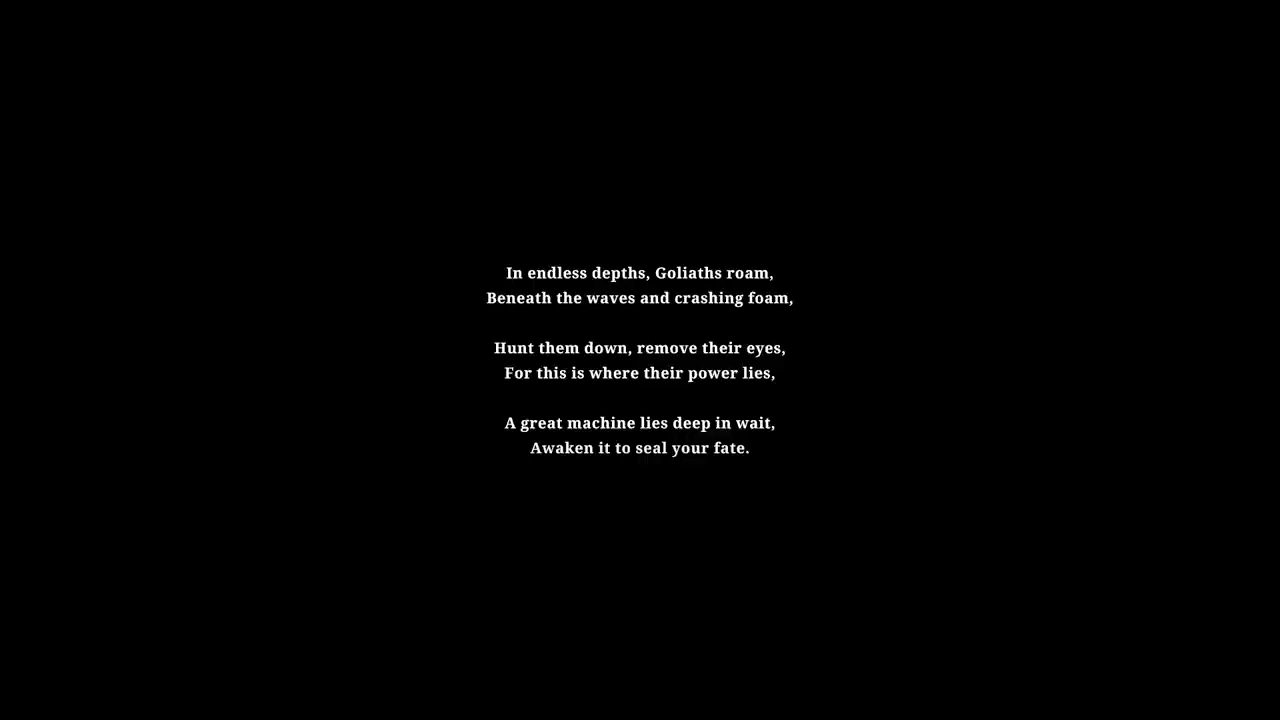 In endless depths, Goliaths roam,
Beneath the waves and crashing foam,
Hunt them down, remove their eyes,
For this is where their power lies,
A great machine lies deep in wait,
Awaken it to seal your fate.